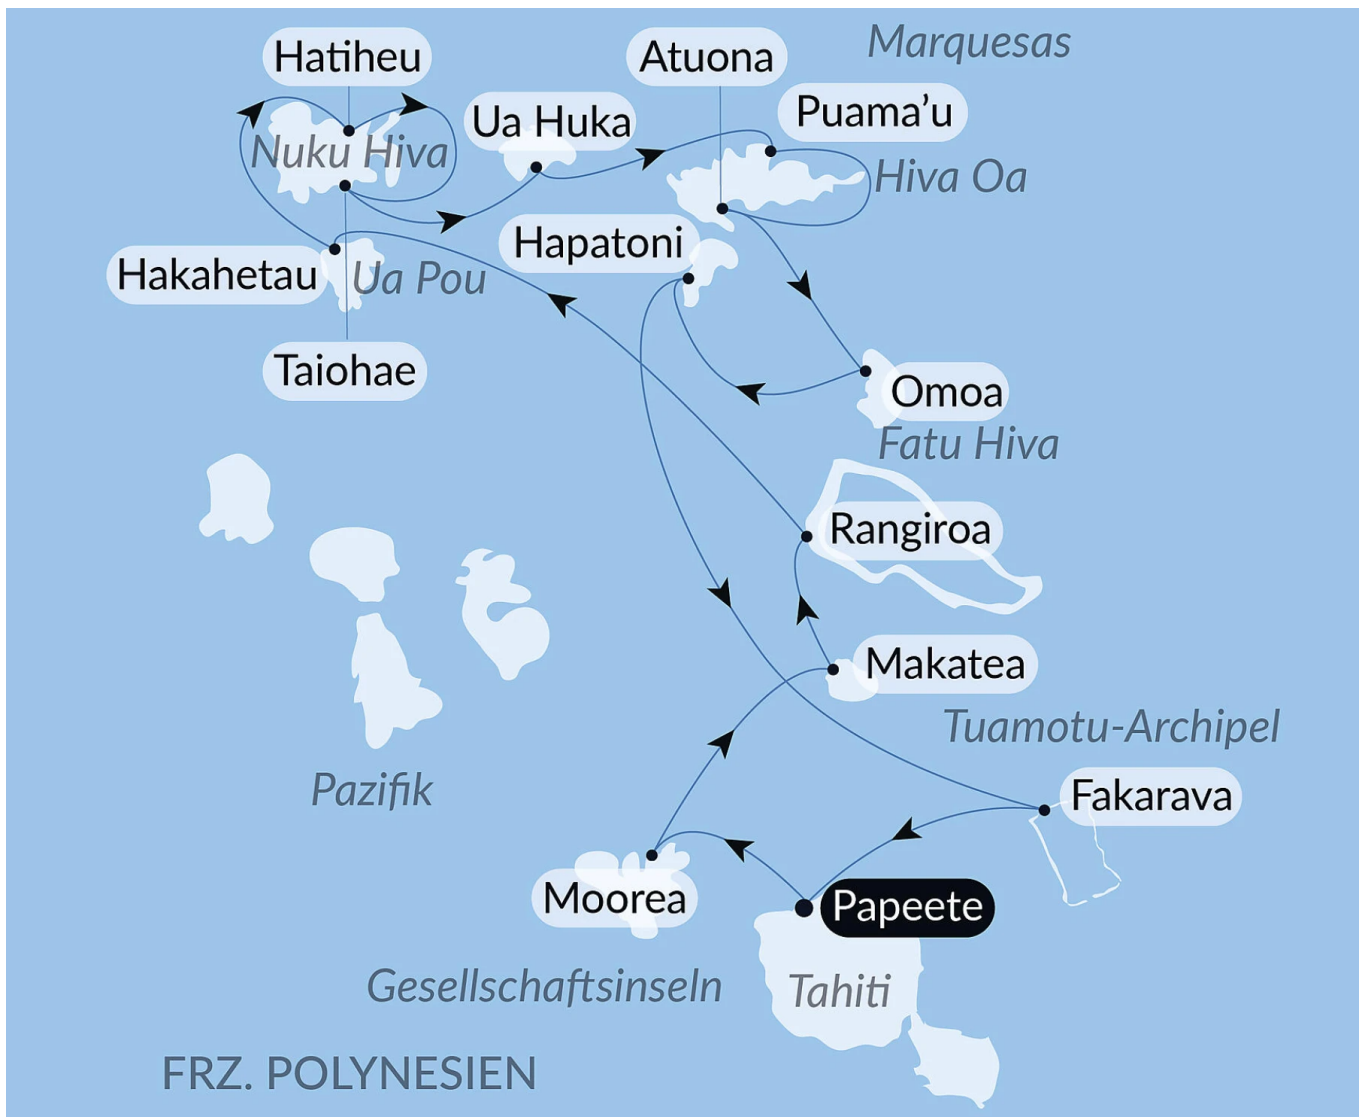 Marquesas
Hatiheu
Atuona
Puama’u
Ua Huka
Nuku Hiva
Hiva Oa
Hapatoni
Hakahetau
Ua Pou
Taiohae
Omoa
Fatu Hiva
Rangiroa
Makatea
Tuamotu-Archipel
Pazifik
Fakarava
Moorea
Papeete
Gesellschaftsinseln
Tahiti
FRZ. POLYNESIEN